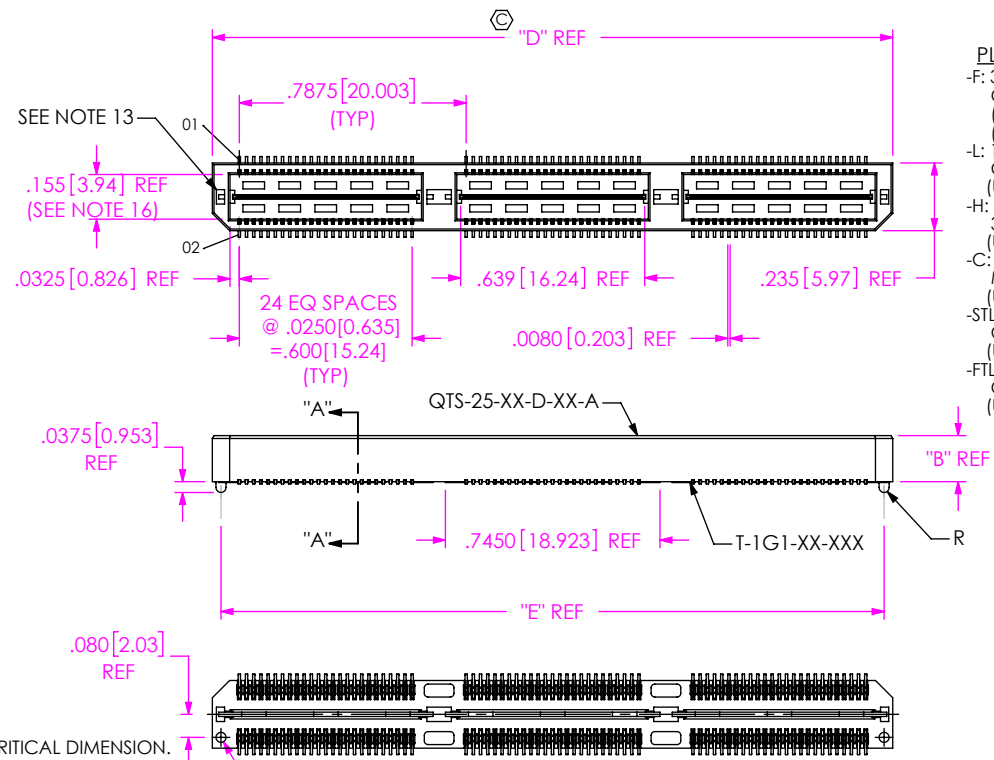 C
"D" REF
PL
.7875[20.003]
(TYP)
-F: 3
SEE NOTE 13
01
-L: 1
.155[3.94] REF
(SEE NOTE 16)
-H:
02
-C:
.0325[0.826] REF
.639[16.24] REF
.235[5.97] REF
24 EQ SPACES
@ .0250[0.635]
=.600[15.24]
(TYP)
.0080[0.203] REF
-STL
-FTL
"A"
QTS-25-XX-D-XX-A
.0375[0.953]
REF
"B" REF
"A"
.7450[18.923] REF
T-1G1-XX-XXX
R
"E" REF
.080[2.03]
REF
RITICAL DIMENSION.